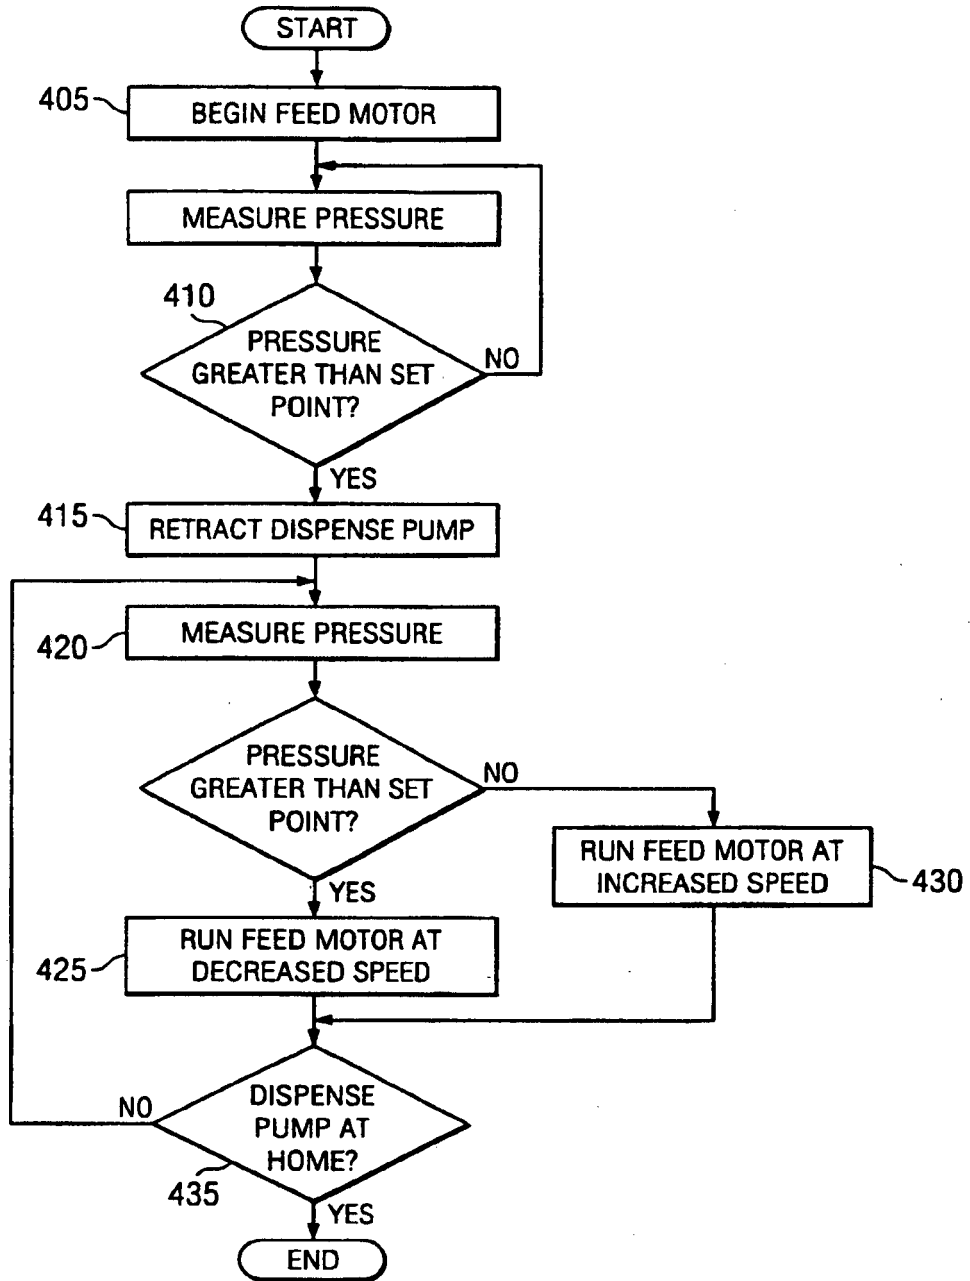 START
405
BEGIN FEED MOTOR
MEASURE PRESSURE
410
PRESSURE
GREATER THAN SET
POINT?
NO
YES
415
RETRACT DISPENSE PUMP
420
MEASURE PRESSURE
PRESSURE
GREATER THAN SET
POINT?
NO
YES
RUN FEED MOTOR AT
INCREASED SPEED
430
425
RUN FEED MOTOR AT
DECREASED SPEED
DISPENSE
PUMP AT
HOME?
NO
435
YES
END